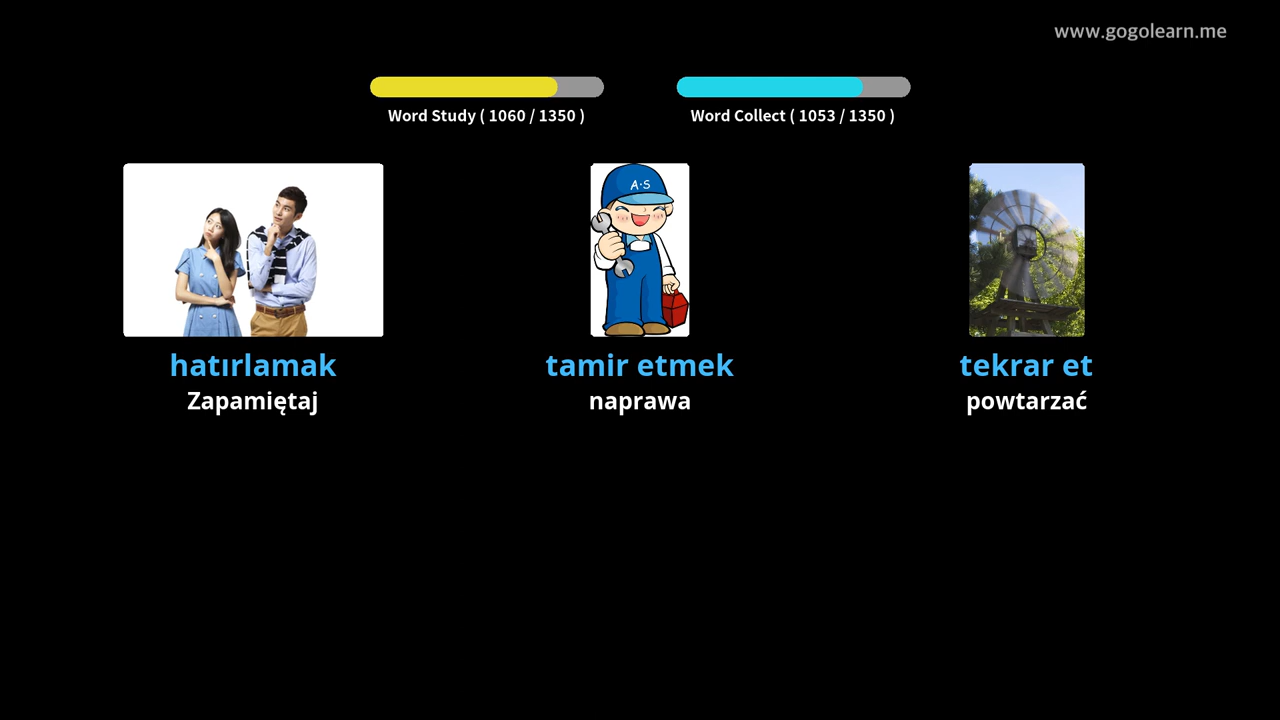 www.gogolearn.me
Word Study ( 1060 / 1350 )
Word Collect ( 1053 / 1350 )
A·S
hatırlamak
Zapamiętaj
tamir etmek
naprawa
tekrar et
powtarzać